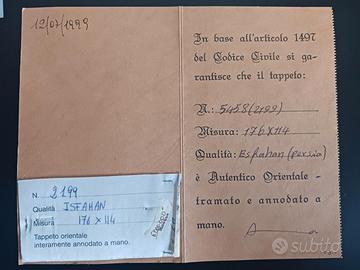 12/07/1999
In base all'articolo 1497
del Codice Civile si ga-
rantisce che il tappeto:
N.: 5458 (2199)
Misura: 176 x 114
Qualità: Esfahan (persia)
è Autentico Orientale -
tramato e annodato a
mano.
N. 2199
Qualità ISFAHAN
Misura 176 x 114
Tappeto orientale
interamente annodato a mano.
subito